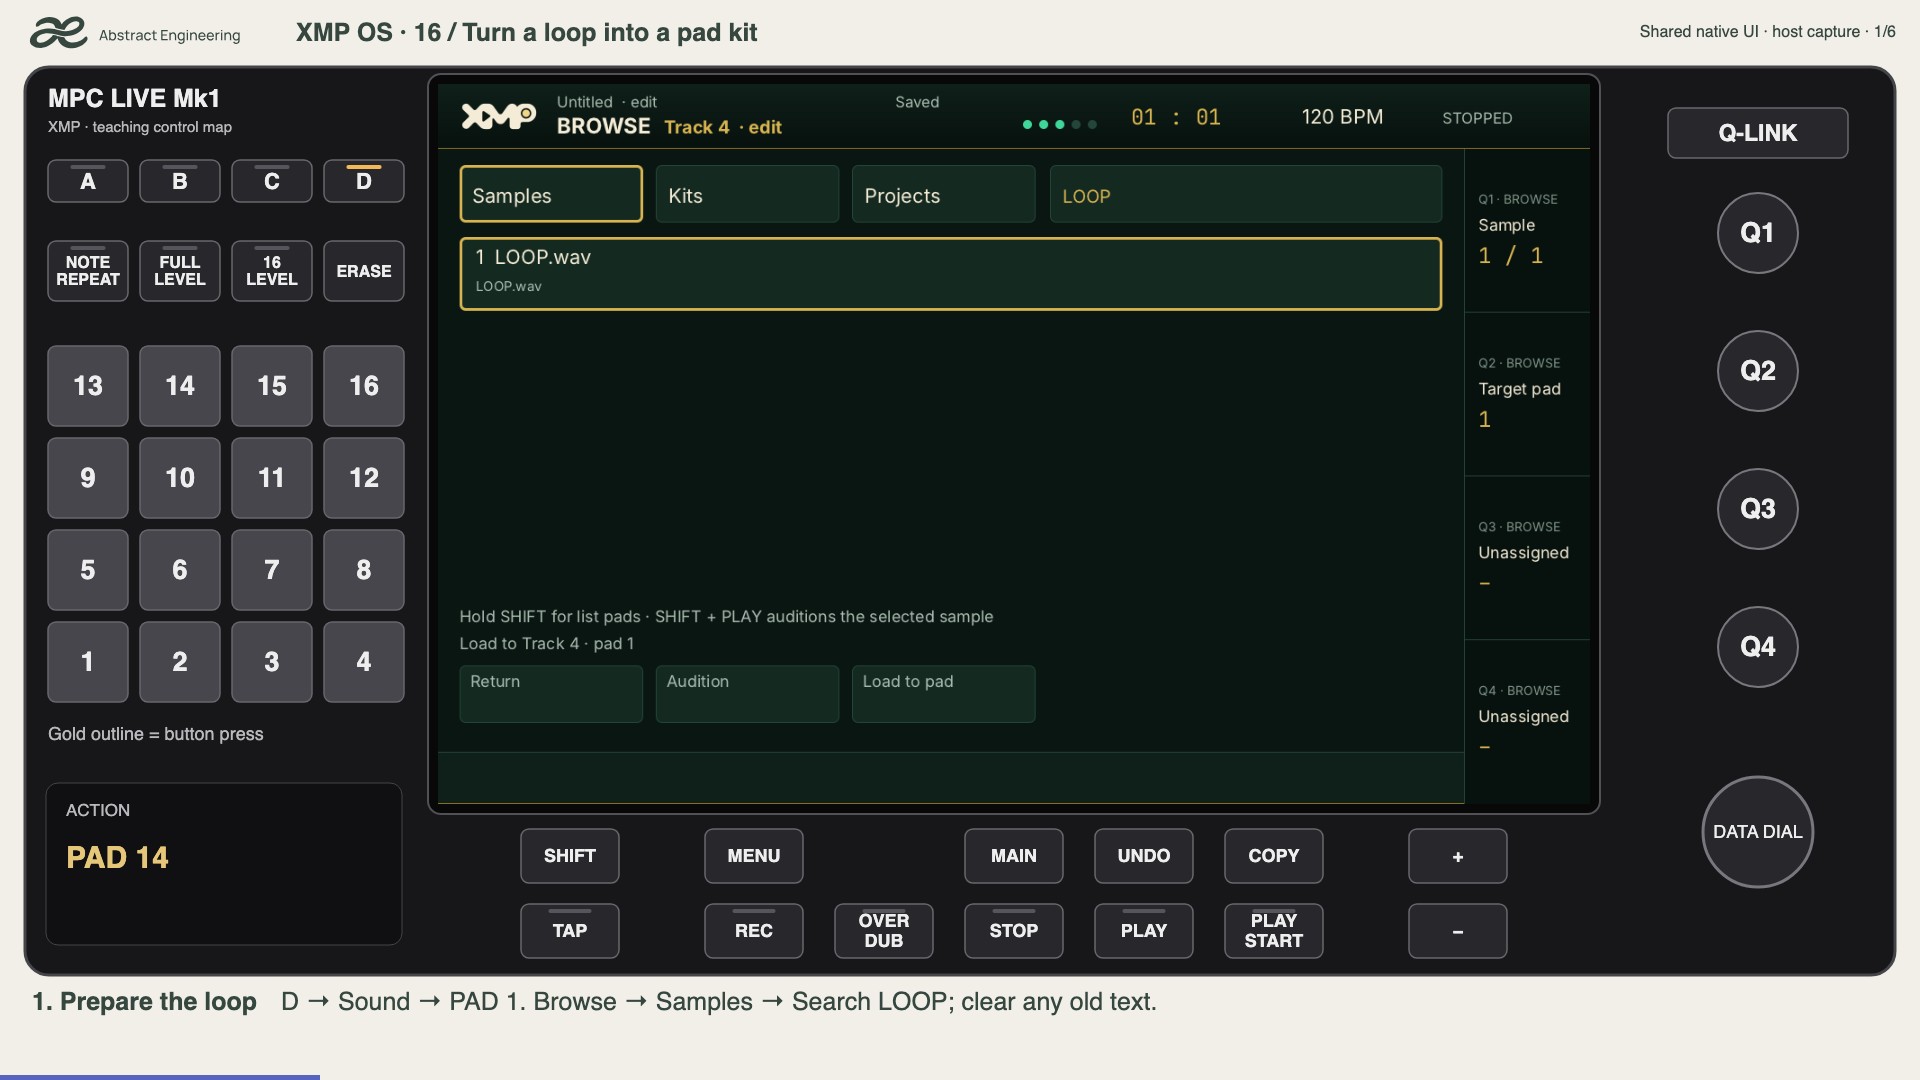 Abstract Engineering
XMP OS · 16 / Turn a loop into a pad kit
Shared native UI · host capture · 1/6
MPC LIVE Mk1
XMP · teaching control map
A B C D
NOTE REPEAT
FULL LEVEL
16 LEVEL
ERASE
13 14 15 16
9 10 11 12
5 6 7 8
1 2 3 4
Gold outline = button press
ACTION
PAD 14
XMP
Untitled · edit
BROWSE Track 4 · edit
Saved
01 : 01
120 BPM
STOPPED
Samples
Kits
Projects
LOOP
1 LOOP.wav
LOOP.wav
Hold SHIFT for list pads · SHIFT + PLAY auditions the selected sample
Load to Track 4 · pad 1
Return
Audition
Load to pad
Q1 · BROWSE
Sample
1 / 1
Q2 · BROWSE
Target pad
1
Q3 · BROWSE
Unassigned
–
Q4 · BROWSE
Unassigned
–
Q-LINK
Q1
Q2
Q3
Q4
DATA DIAL
SHIFT
MENU
MAIN
UNDO
COPY
+
TAP
REC
OVER DUB
STOP
PLAY
PLAY START
–
1. Prepare the loop D → Sound → PAD 1. Browse → Samples → Search LOOP; clear any old text.